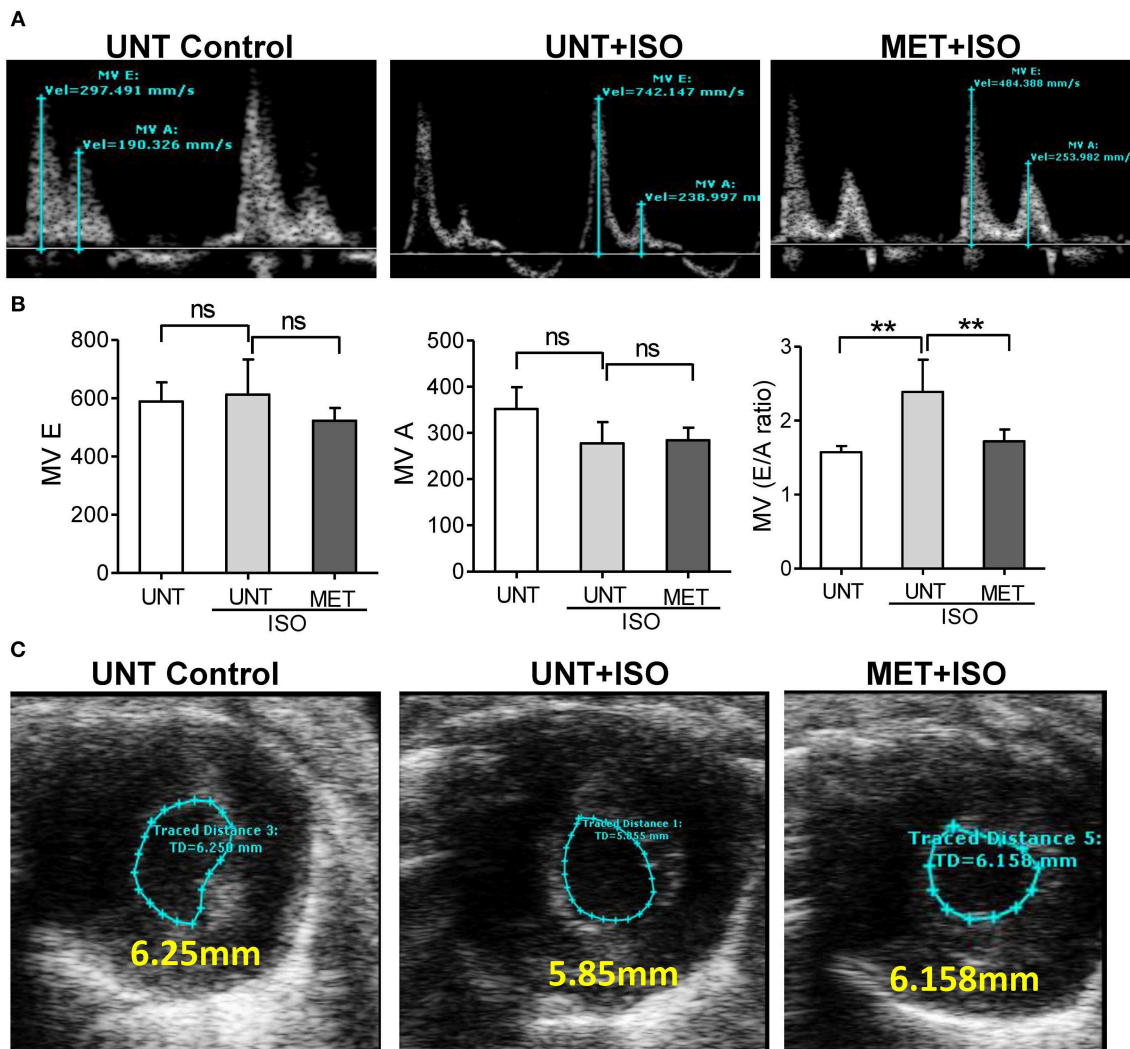 A
UNT Control
UNT+ISO
MET+ISO
MV E:
Vel=297.491 mm/s
MV A:
Vel=190.326 mm/s
MV E:
Vel=742.147 mm/s
MV A:
Vel=238.997 mm
MV E:
Vel=484.388 mm/s
MV A:
Vel=253.982 mm/s
B
MV E
800
600
400
200
0
ns
ns
UNT
UNT
MET
ISO
MV A
500
400
300
200
100
0
ns
ns
UNT
UNT
MET
ISO
MV (E/A ratio)
3
2
1
0
**
**
UNT
UNT
MET
ISO
C
UNT Control
UNT+ISO
MET+ISO
Traced Distance 3:
TD=6.250 mm
6.25mm
Traced Distance 1:
TD=5.855 mm
5.85mm
Traced Distance 5:
TD=6.158 mm
6.158mm